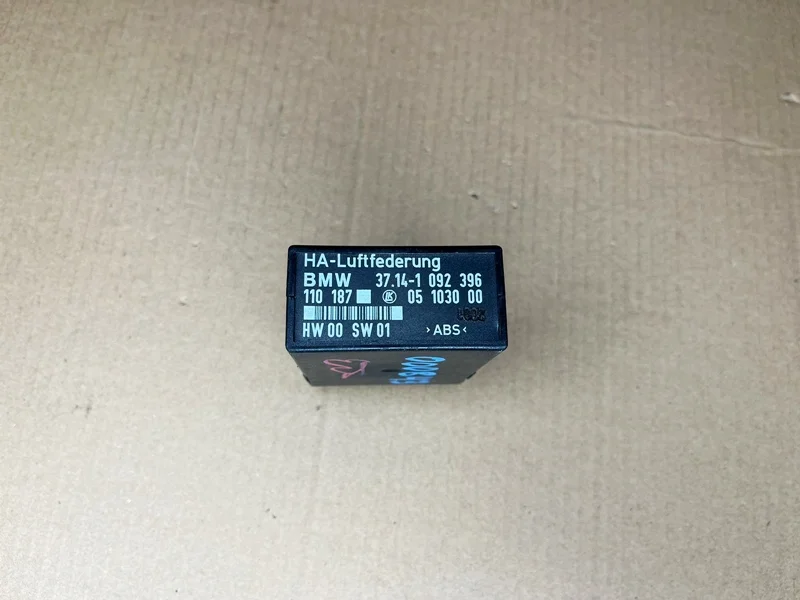 HA-Luftfederung
BMW 37.14-1 092 396
110 187 05 1030 00
HW 00 SW 01 >ABS<